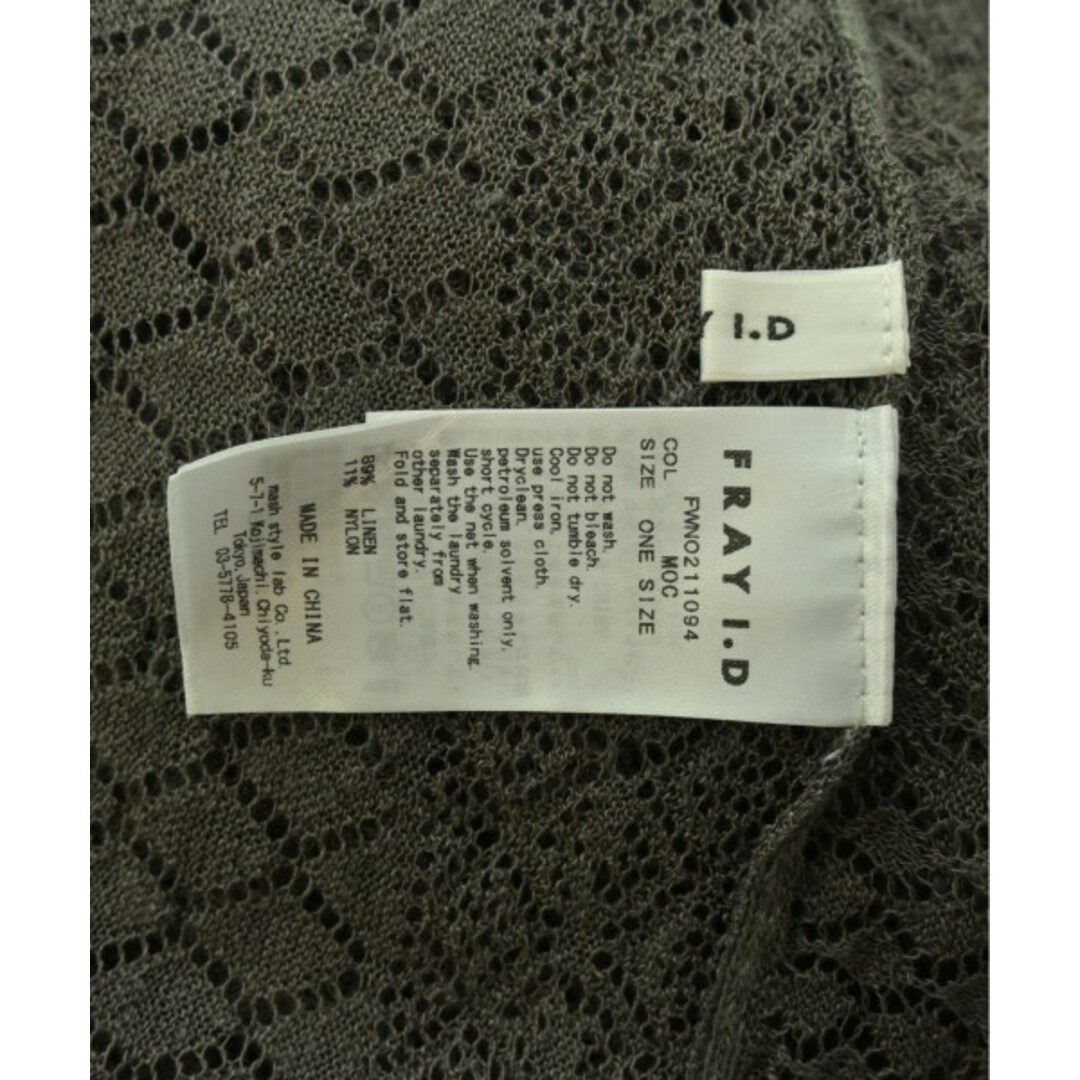 Y I.D
FRAY I.D
FWNO211094
COL MOC
SIZE ONE SIZE
Do not wash.
Do not bleach.
Do not tumble dry.
Cool iron.
use press cloth.
Dryclean.
petroleum solvent only.
short cycle.
Use the net when washing.
Wash the laundry
separately from
other laundry.
Fold and store flat.
89% LINEN
11% NYLON
MADE IN CHINA
mash style lab Co.,Ltd.
5-7-1 Kojimachi, Chiyoda-ku
Tokyo, Japan
TEL 03-5778-4105